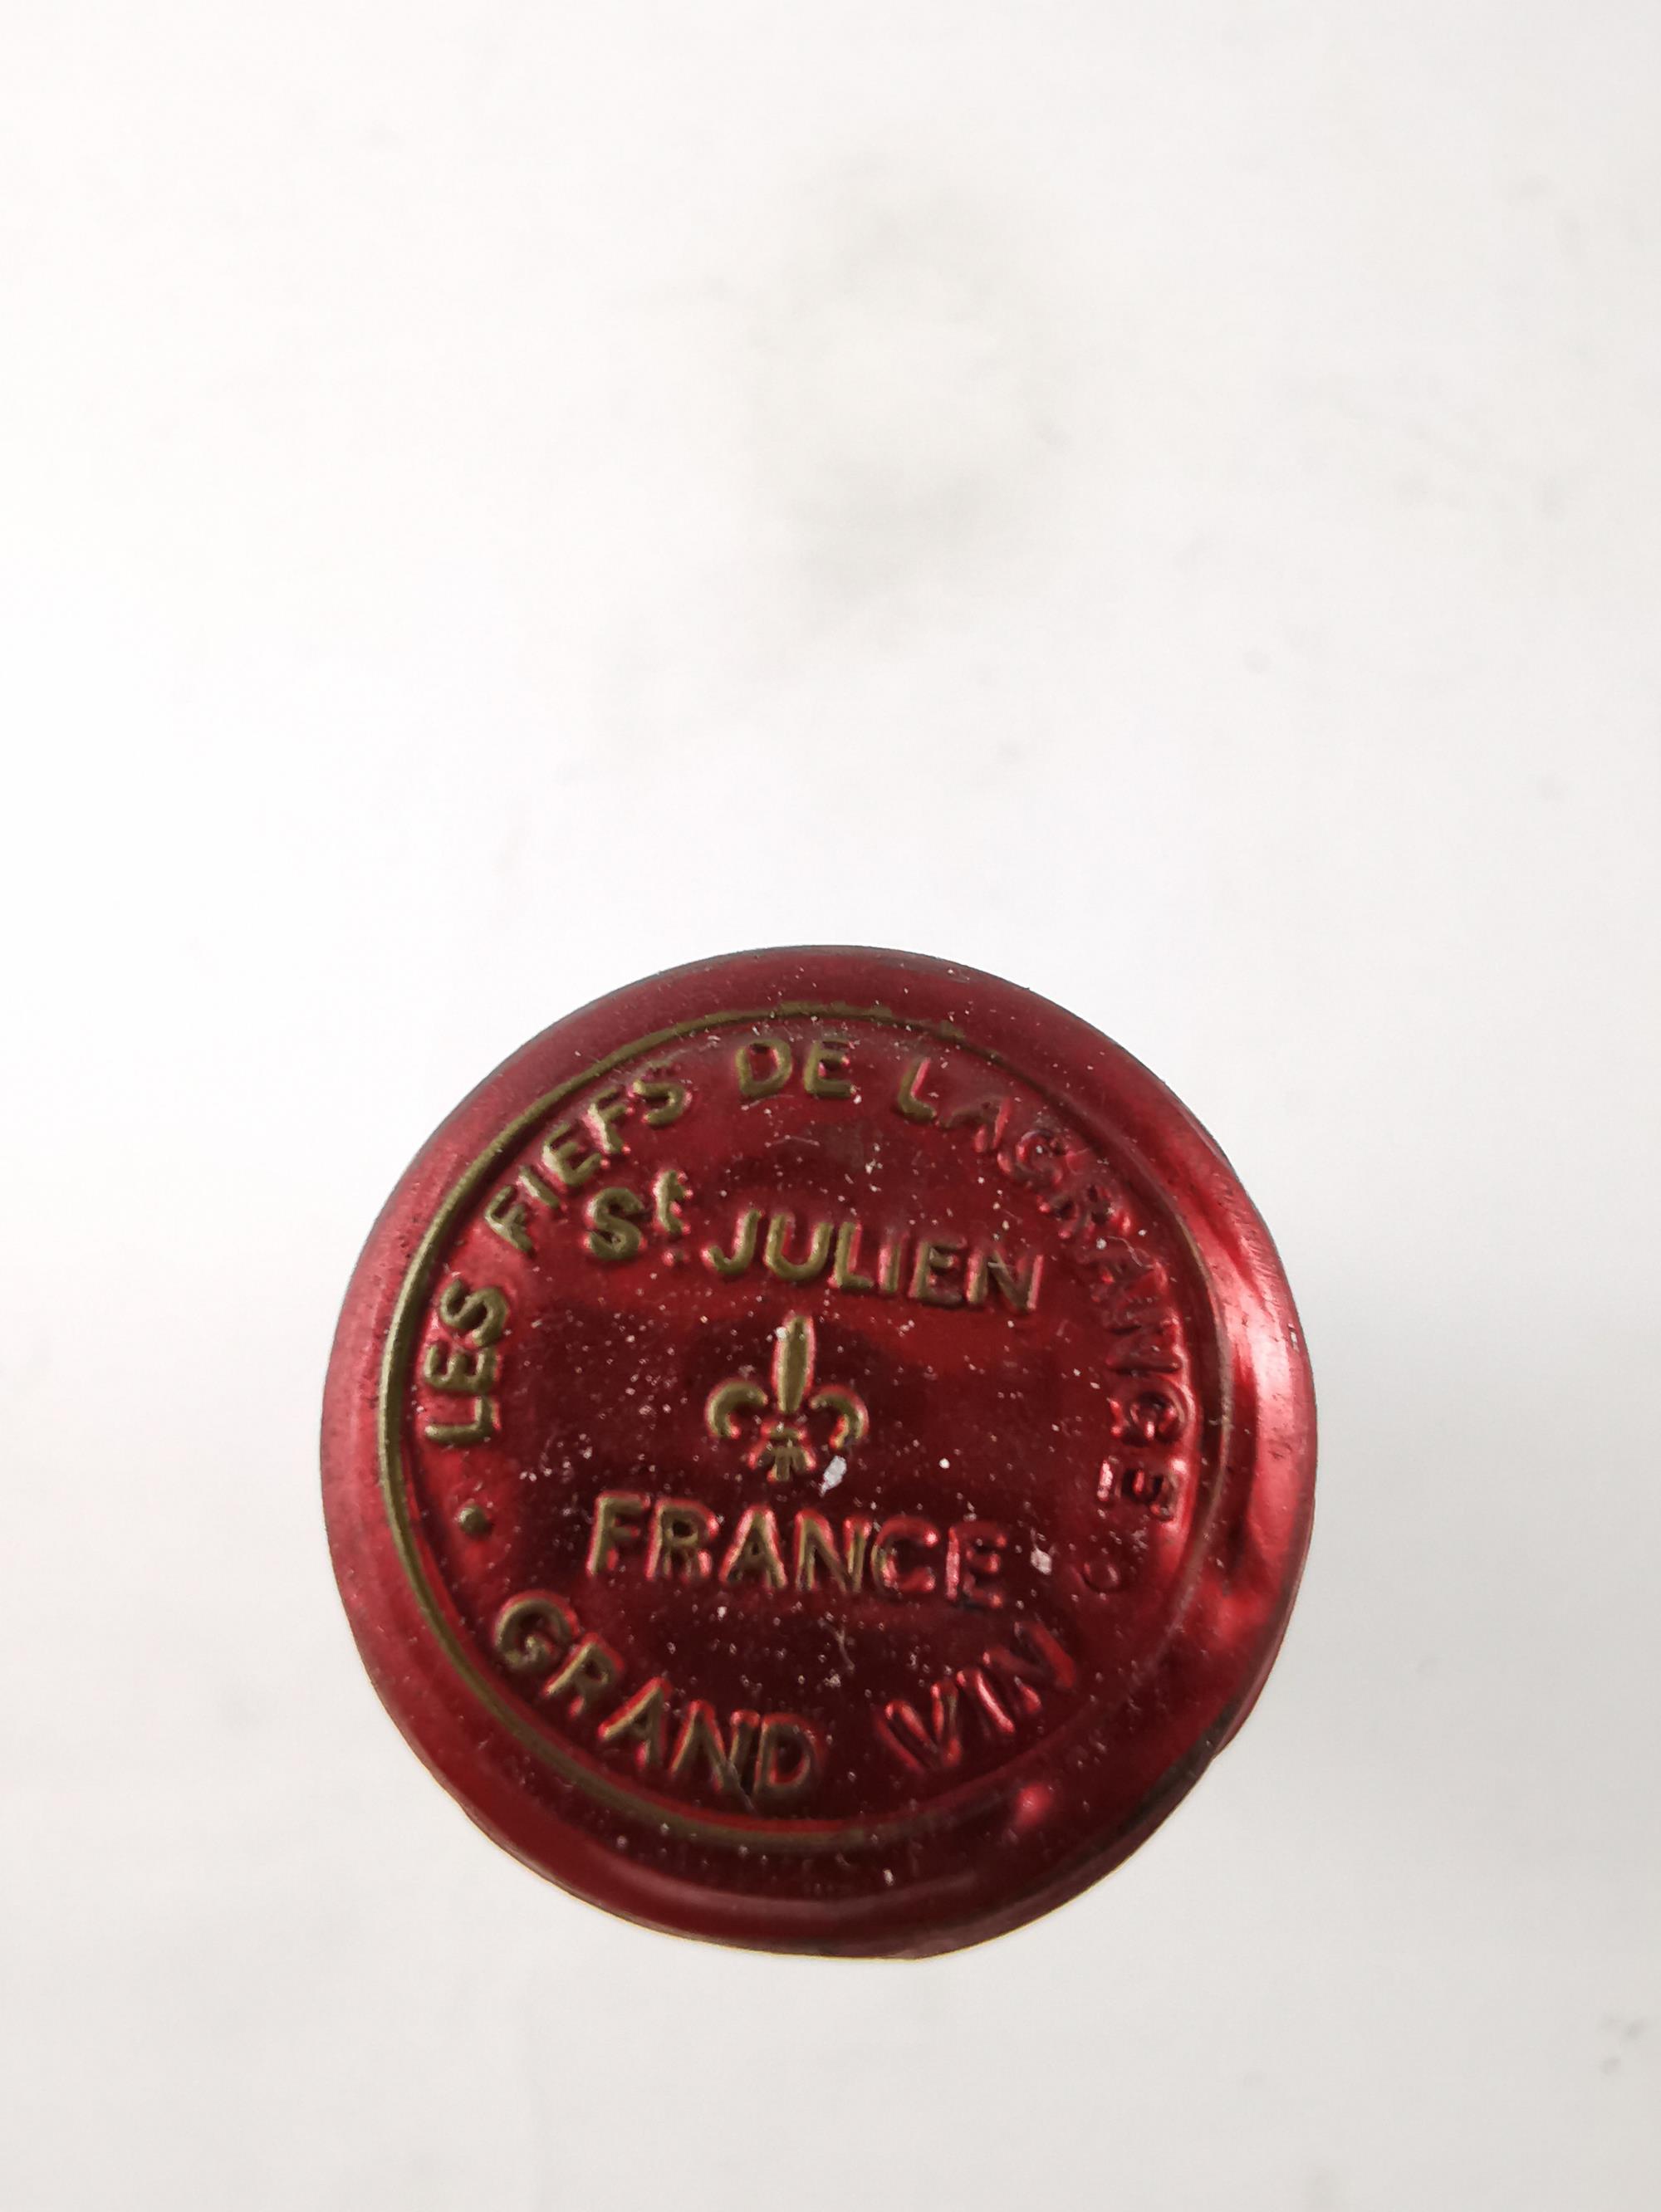 LES FIEFS DE LAGRANGE
St JULIEN
FRANCE
GRAND VIN